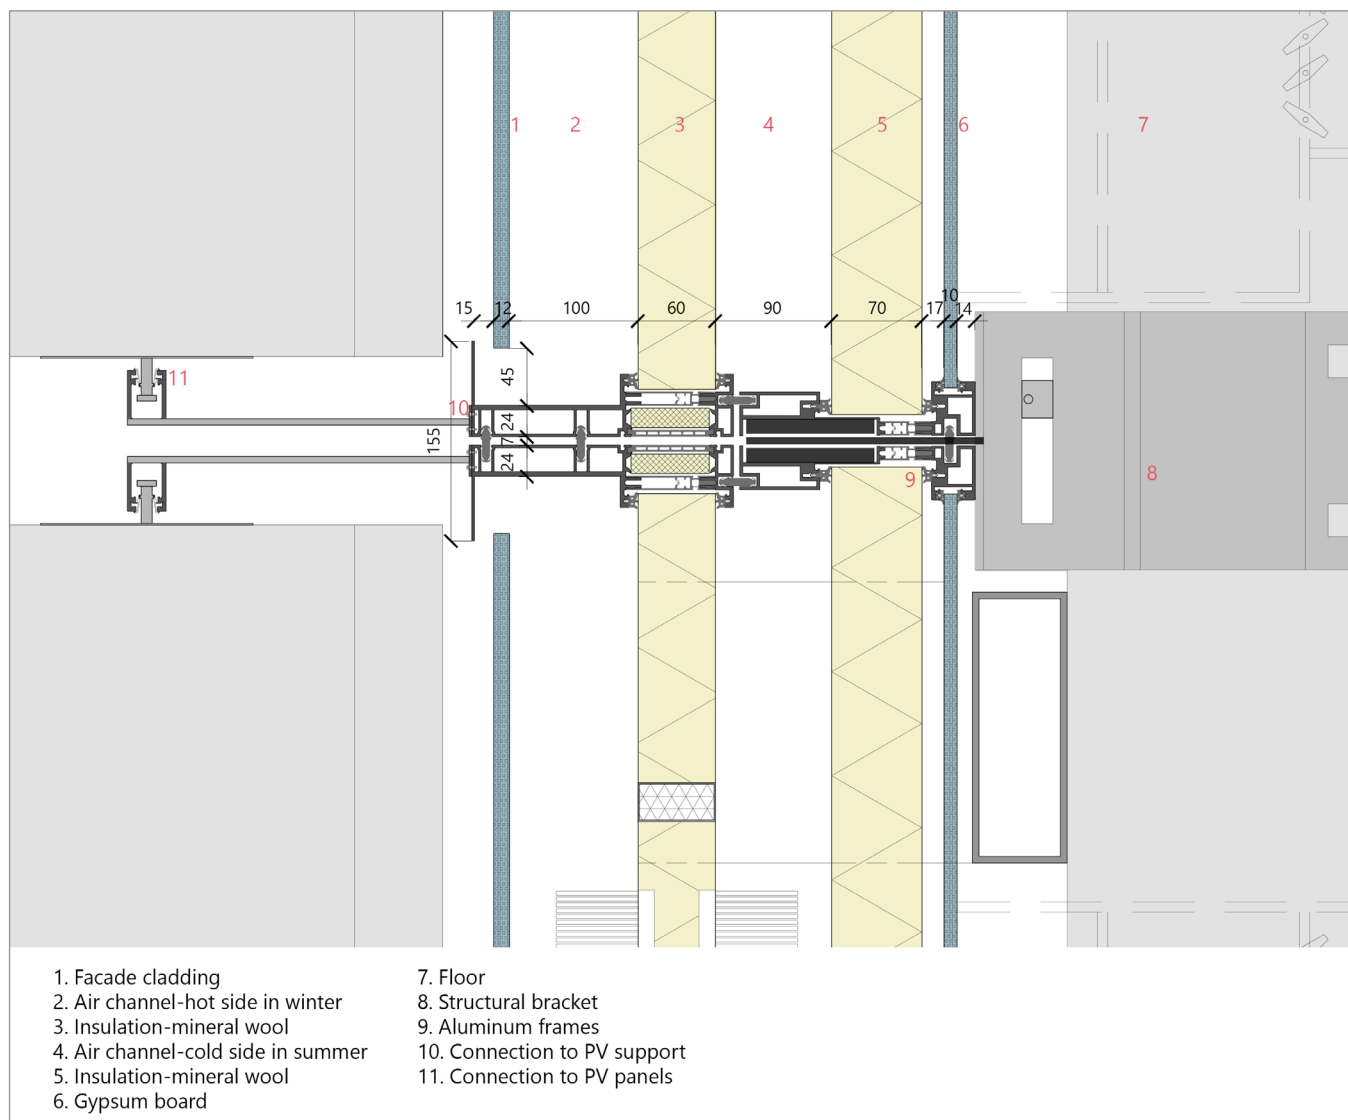 1 2 3 4 5 6 7
10
15 12 100 60 90 70 17 14
11
45
10
24
155
7
24
9
8
1. Facade cladding
2. Air channel-hot side in winter
3. Insulation-mineral wool
4. Air channel-cold side in summer
5. Insulation-mineral wool
6. Gypsum board
7. Floor
8. Structural bracket
9. Aluminum frames
10. Connection to PV support
11. Connection to PV panels